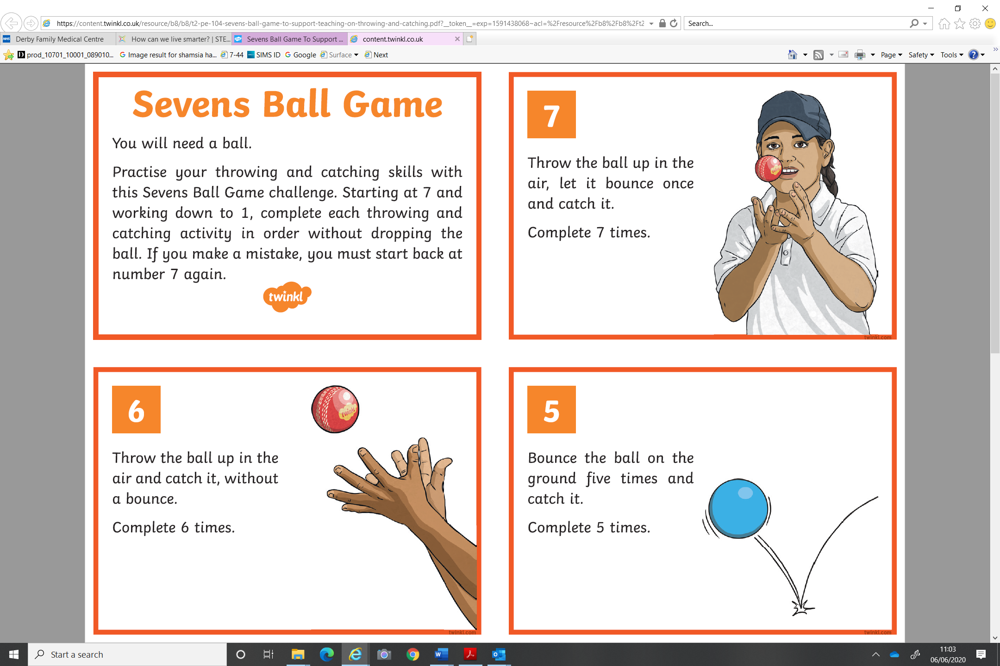 https://content.twinkl.co.uk/resource/b8/b8/t2-pe-104-sevens-ball-game-to-support-teaching-on-throwing-and-catching.pdf?__token__=exp=1591438068~acl=%2Fresource%2Fb8%2Fb8%2Ft2
Search...
Derby Family Medical Centre
How can we live smarter? | STE...
Sevens Ball Game To Support ...
content.twinkl.co.uk
prod_10701_10001_089010...
Image result for shamsia ha...
7-44
SIMS ID
Google
Surface
Next
Page
Safety
Tools
Sevens Ball Game
You will need a ball.
Practise your throwing and catching skills with
this Sevens Ball Game challenge. Starting at 7 and
working down to 1, complete each throwing and
catching activity in order without dropping the
ball. If you make a mistake, you must start back at
number 7 again.
twinkl
7
Throw the ball up in the
air, let it bounce once
and catch it.
Complete 7 times.
twinkl.com
6
Throw the ball up in the
air and catch it, without
a bounce.
Complete 6 times.
twinkl
twinkl.com
5
Bounce the ball on the
ground five times and
catch it.
Complete 5 times.
twinkl.com
Start a search
11:03
06/06/2020